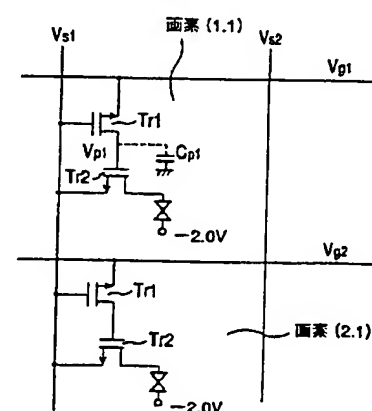 Vs1
画素 (1.1)
Vs2
Vg1
Tr1
Vp1
Cp1
Tr2
−2.0V
Vg2
Tr1
Tr2
画素 (2.1)
−2.0V